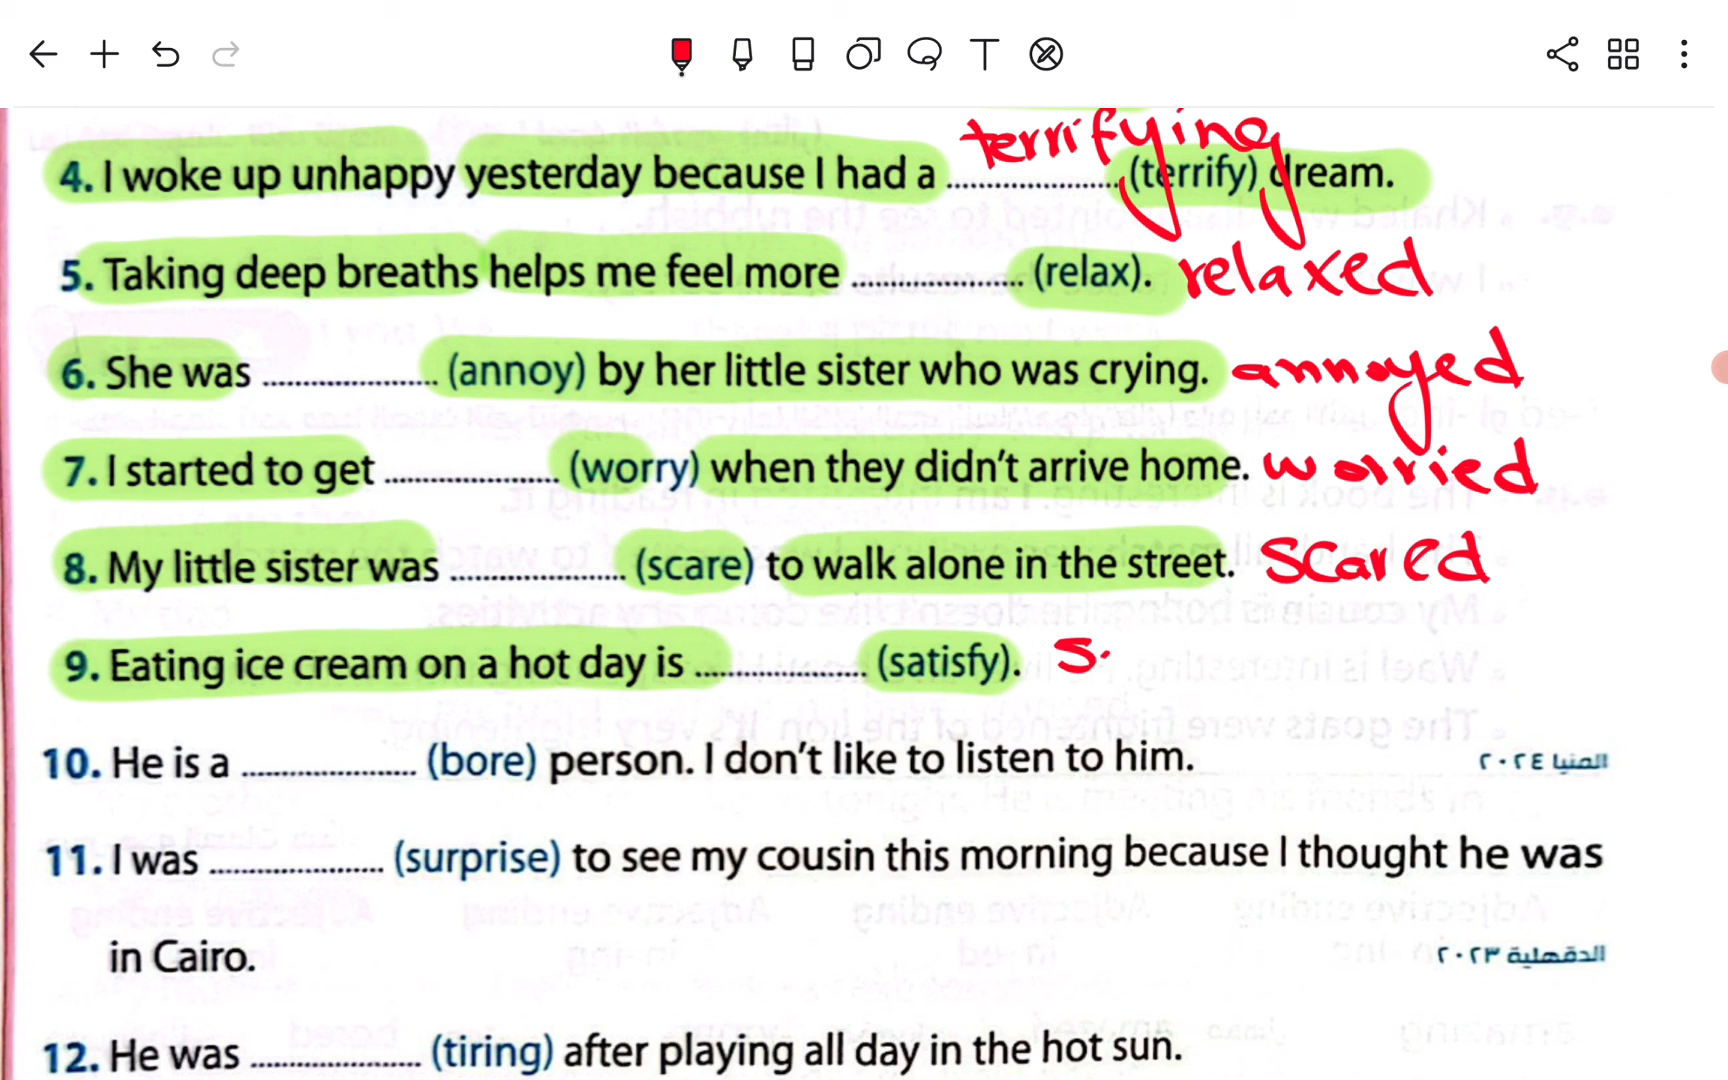 terrifying
4. I woke up unhappy yesterday because I had a .................... (terrify) dream.
5. Taking deep breaths helps me feel more .................... (relax). relaxed
6. She was .................... (annoy) by her little sister who was crying. annoyed
7. I started to get .................... (worry) when they didn't arrive home. worried
8. My little sister was .................... (scare) to walk alone in the street. scared
9. Eating ice cream on a hot day is .................... (satisfy). s
10. He is a .................... (bore) person. I don't like to listen to him. المنيا ٢٠٢٤
11. I was .................... (surprise) to see my cousin this morning because I thought he was
in Cairo. الدقهلية ٢٠٢٣
12. He was .................... (tiring) after playing all day in the hot sun.